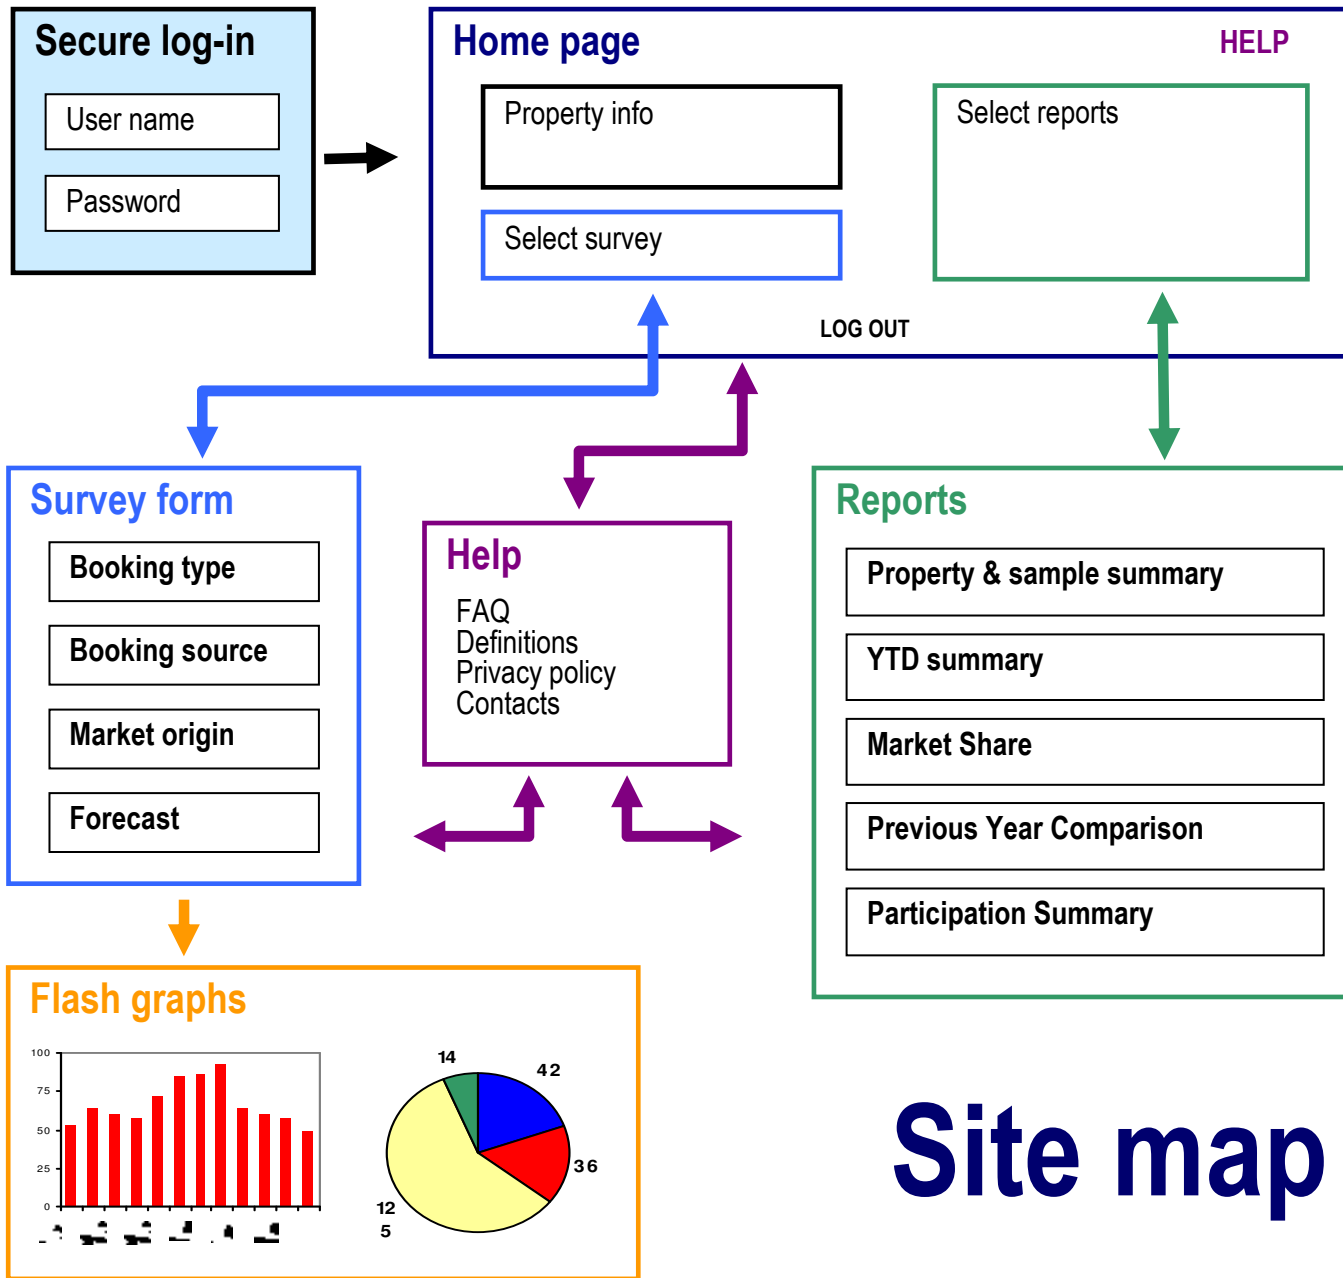 Secure log-in
User name
Password
Home page
HELP
Property info
Select reports
Select survey
LOG OUT
Survey form
Booking type
Booking source
Market origin
Forecast
Help
FAQ
Definitions
Privacy policy
Contacts
Reports
Property & sample summary
YTD summary
Market Share
Previous Year Comparison
Participation Summary
Flash graphs
100
75
50
25
0
14
42
36
12
5
Site map